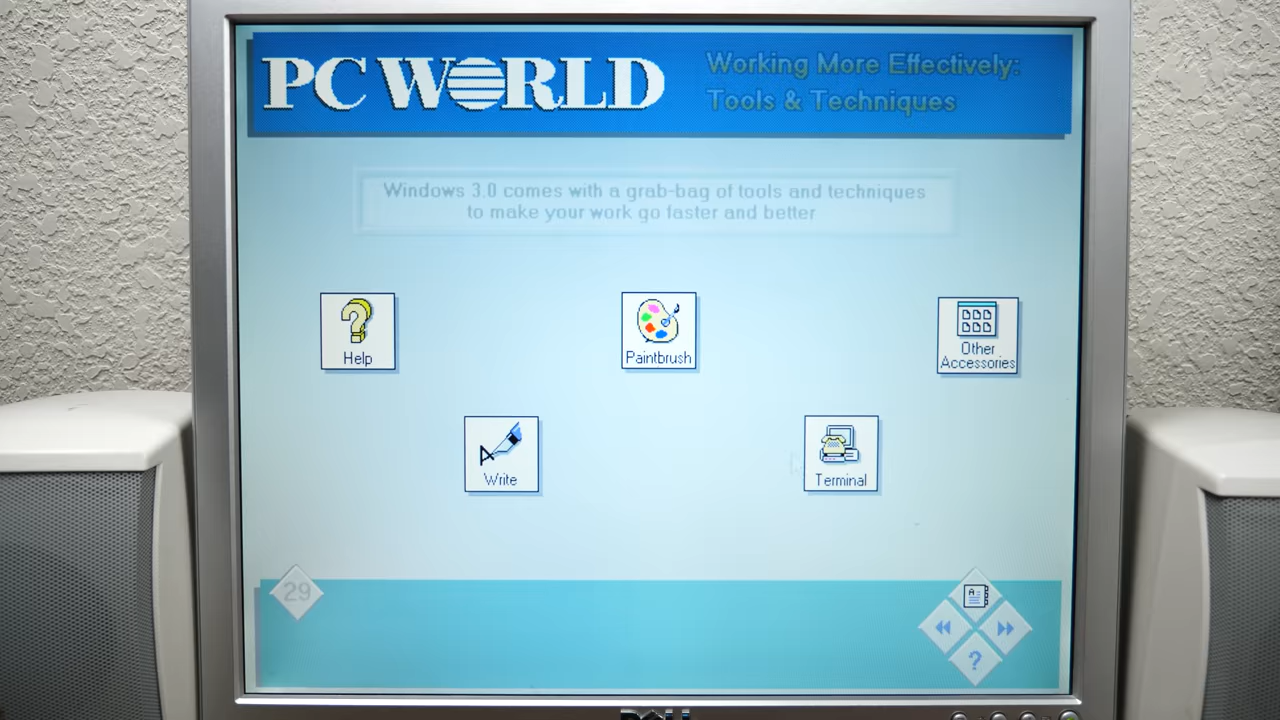 PC WORLD
Working More Effectively:
Tools & Techniques
Windows 3.0 comes with a grab-bag of tools and techniques
to make your work go faster and better
Help
Paintbrush
Other
Accessories
Write
Terminal
29
?
DELL